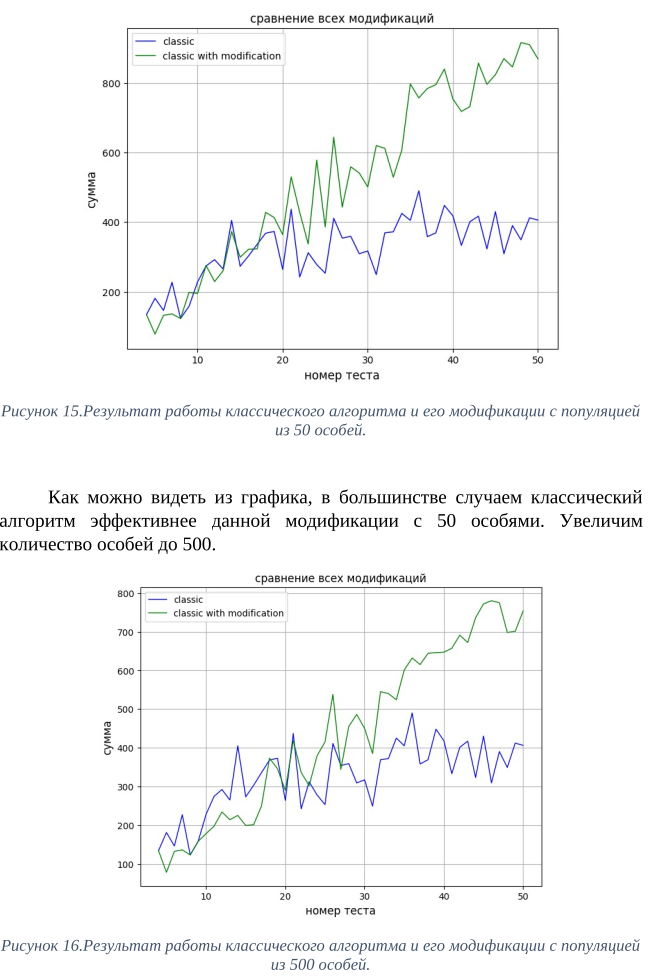 сравнение всех модификаций
classic
classic with modification
800
600
400
200
сумма
10
20
30
40
50
номер теста
Рисунок 15.Результат работы классического алгоритма и его модификации с популяцией
из 50 особей.
Как можно видеть из графика, в большинстве случаем классический
алгоритм эффективнее данной модификации с 50 особями. Увеличим
количество особей до 500.
сравнение всех модификаций
classic
classic with modification
800
700
600
500
400
300
200
100
сумма
10
20
30
40
50
номер теста
Рисунок 16.Результат работы классического алгоритма и его модификации с популяцией
из 500 особей.